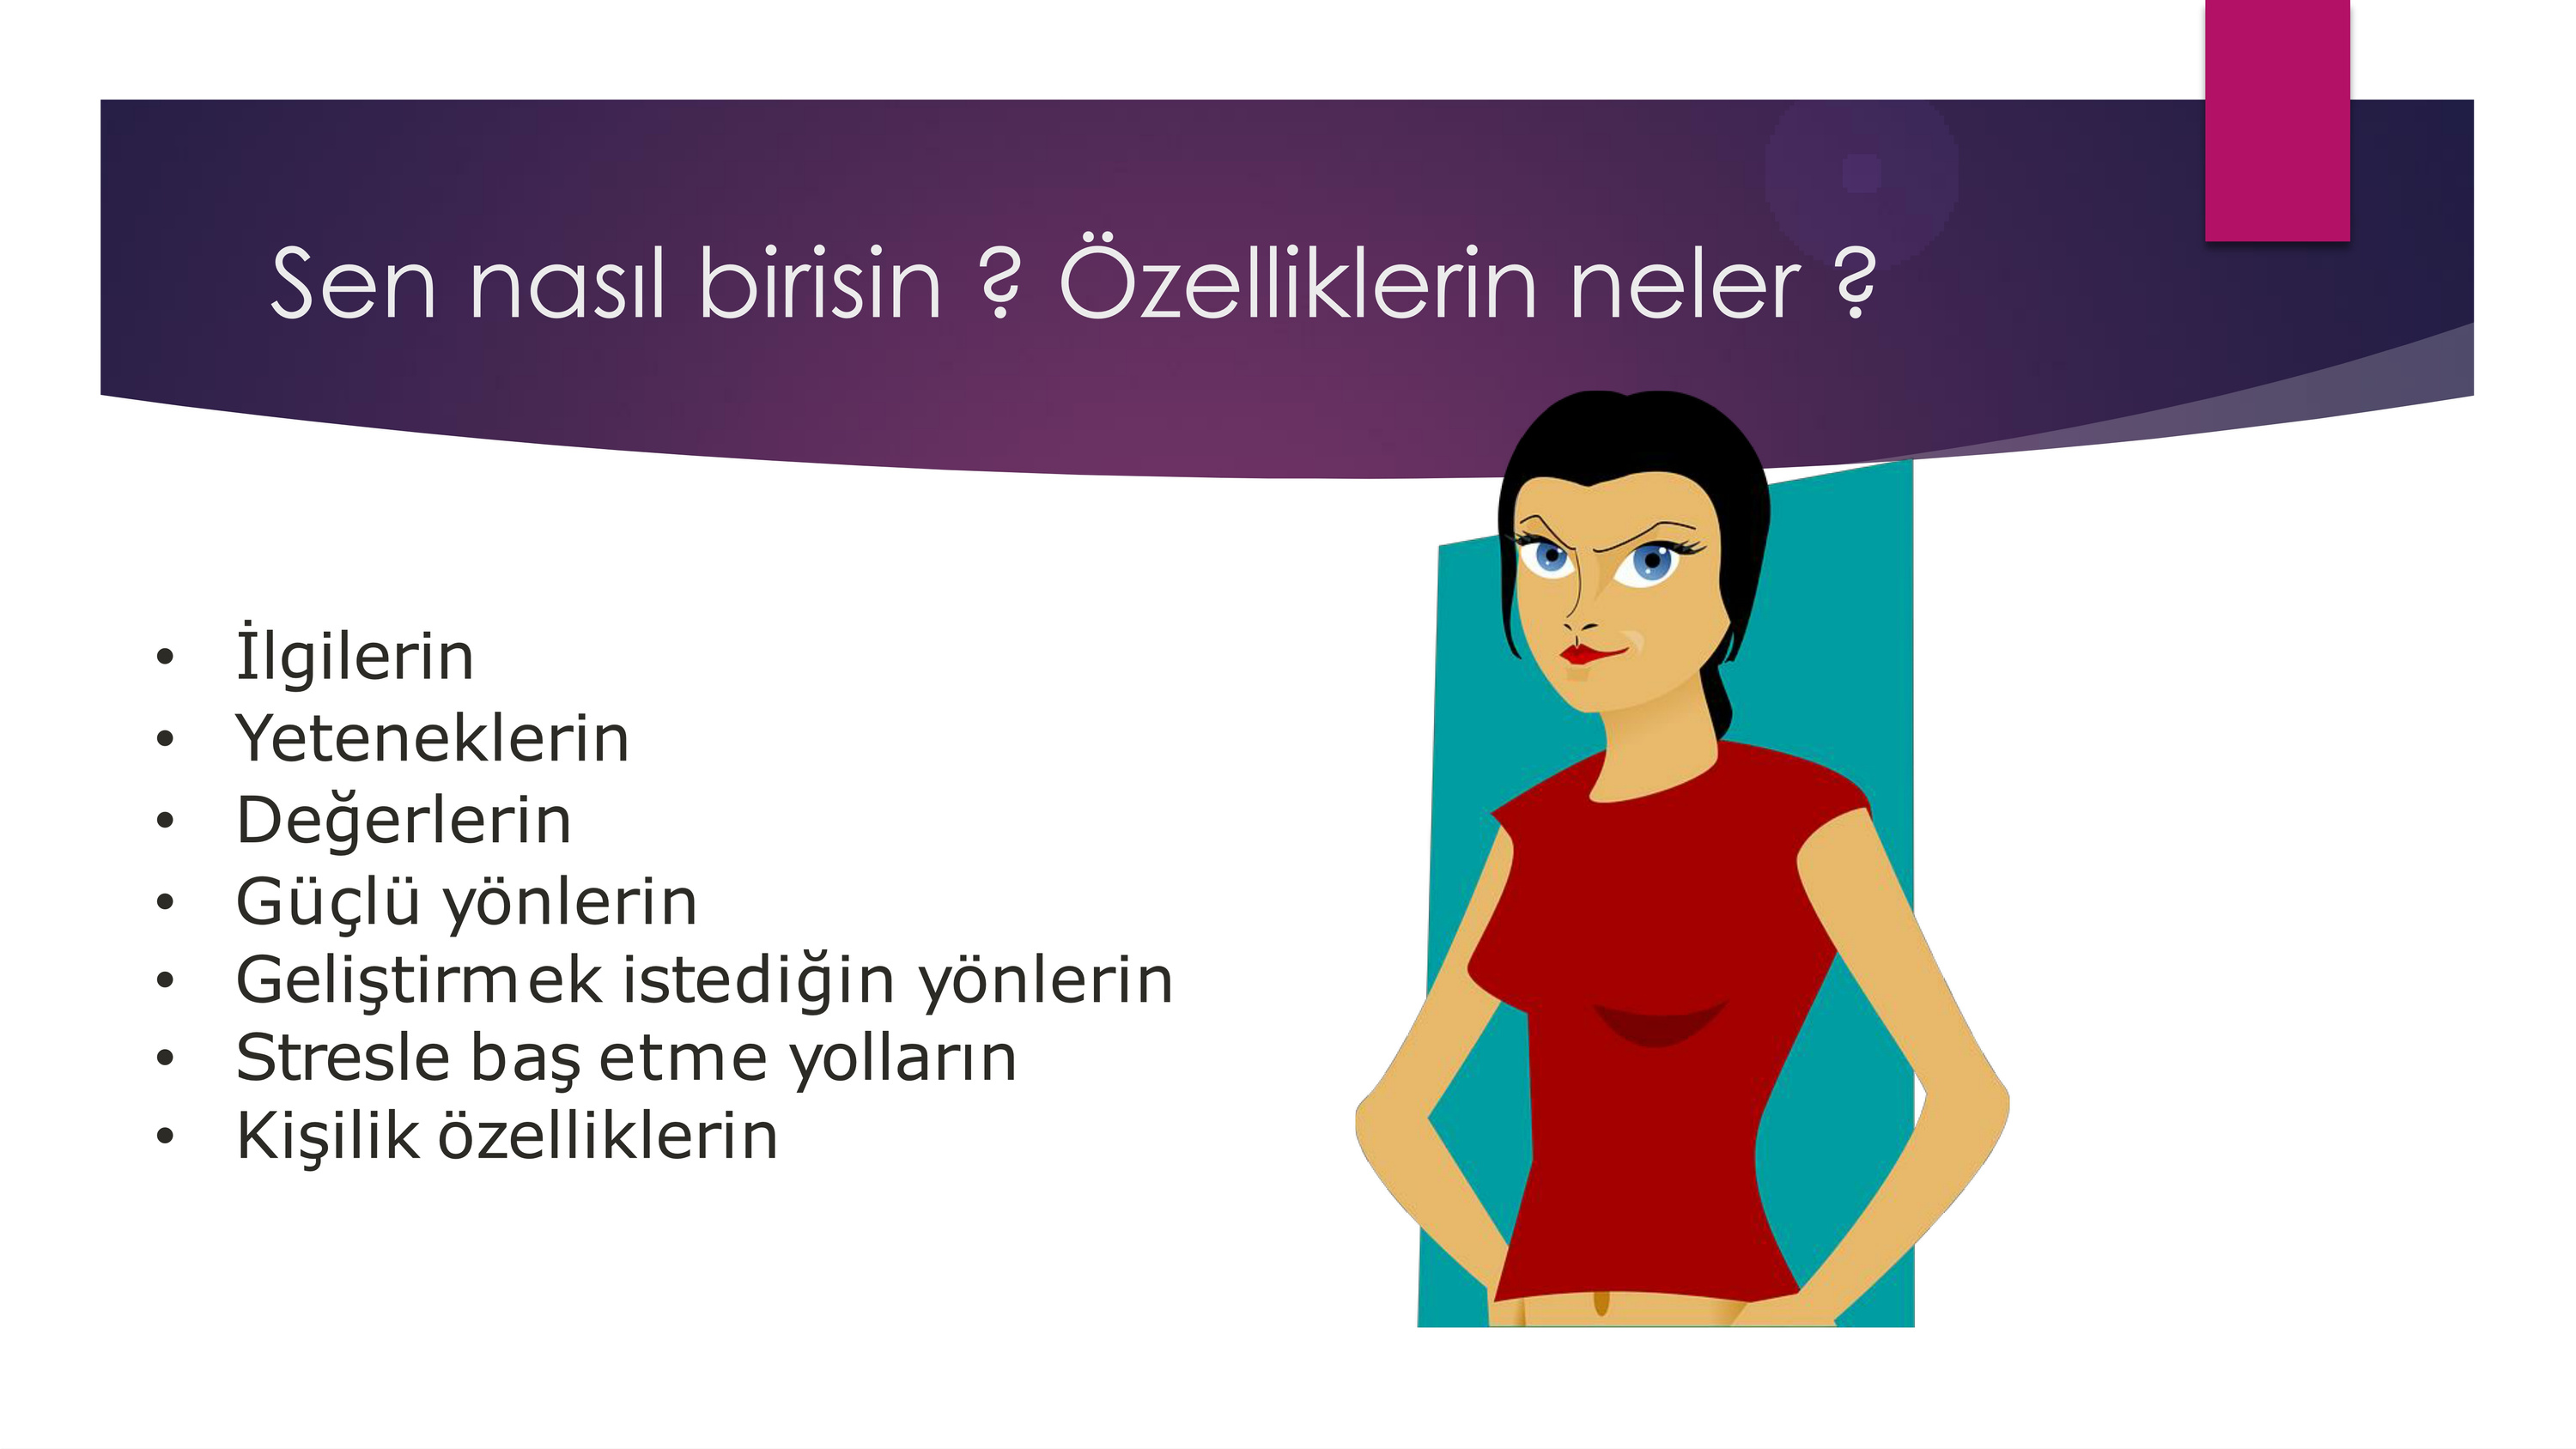 Sen nasıl birisin ? Özelliklerin neler ?
• İlgilerin
• Yeteneklerin
• Değerlerin
• Güçlü yönlerin
• Geliştirmek istediğin yönlerin
• Stresle baş etme yolların
• Kişilik özelliklerin